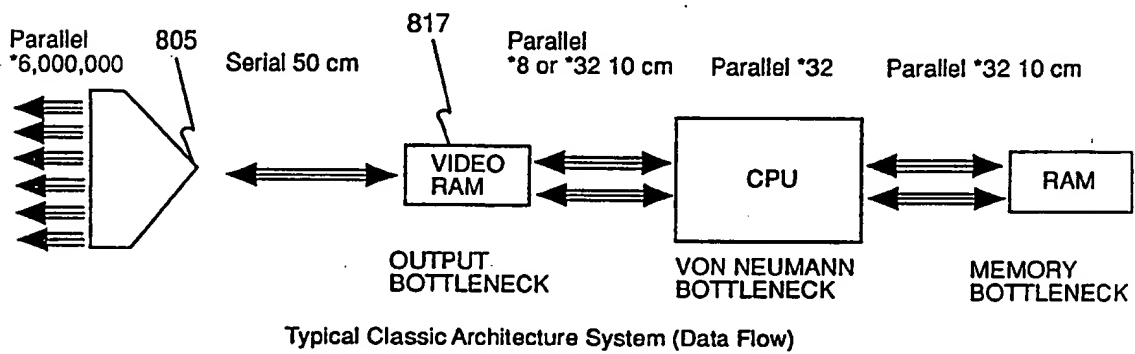 Parallel
*6,000,000
805
Serial 50 cm
817
Parallel
*8 or *32 10 cm
Parallel *32
Parallel *32 10 cm
VIDEO
RAM
CPU
RAM
OUTPUT
BOTTLENECK
VON NEUMANN
BOTTLENECK
MEMORY
BOTTLENECK
Typical Classic Architecture System (Data Flow)